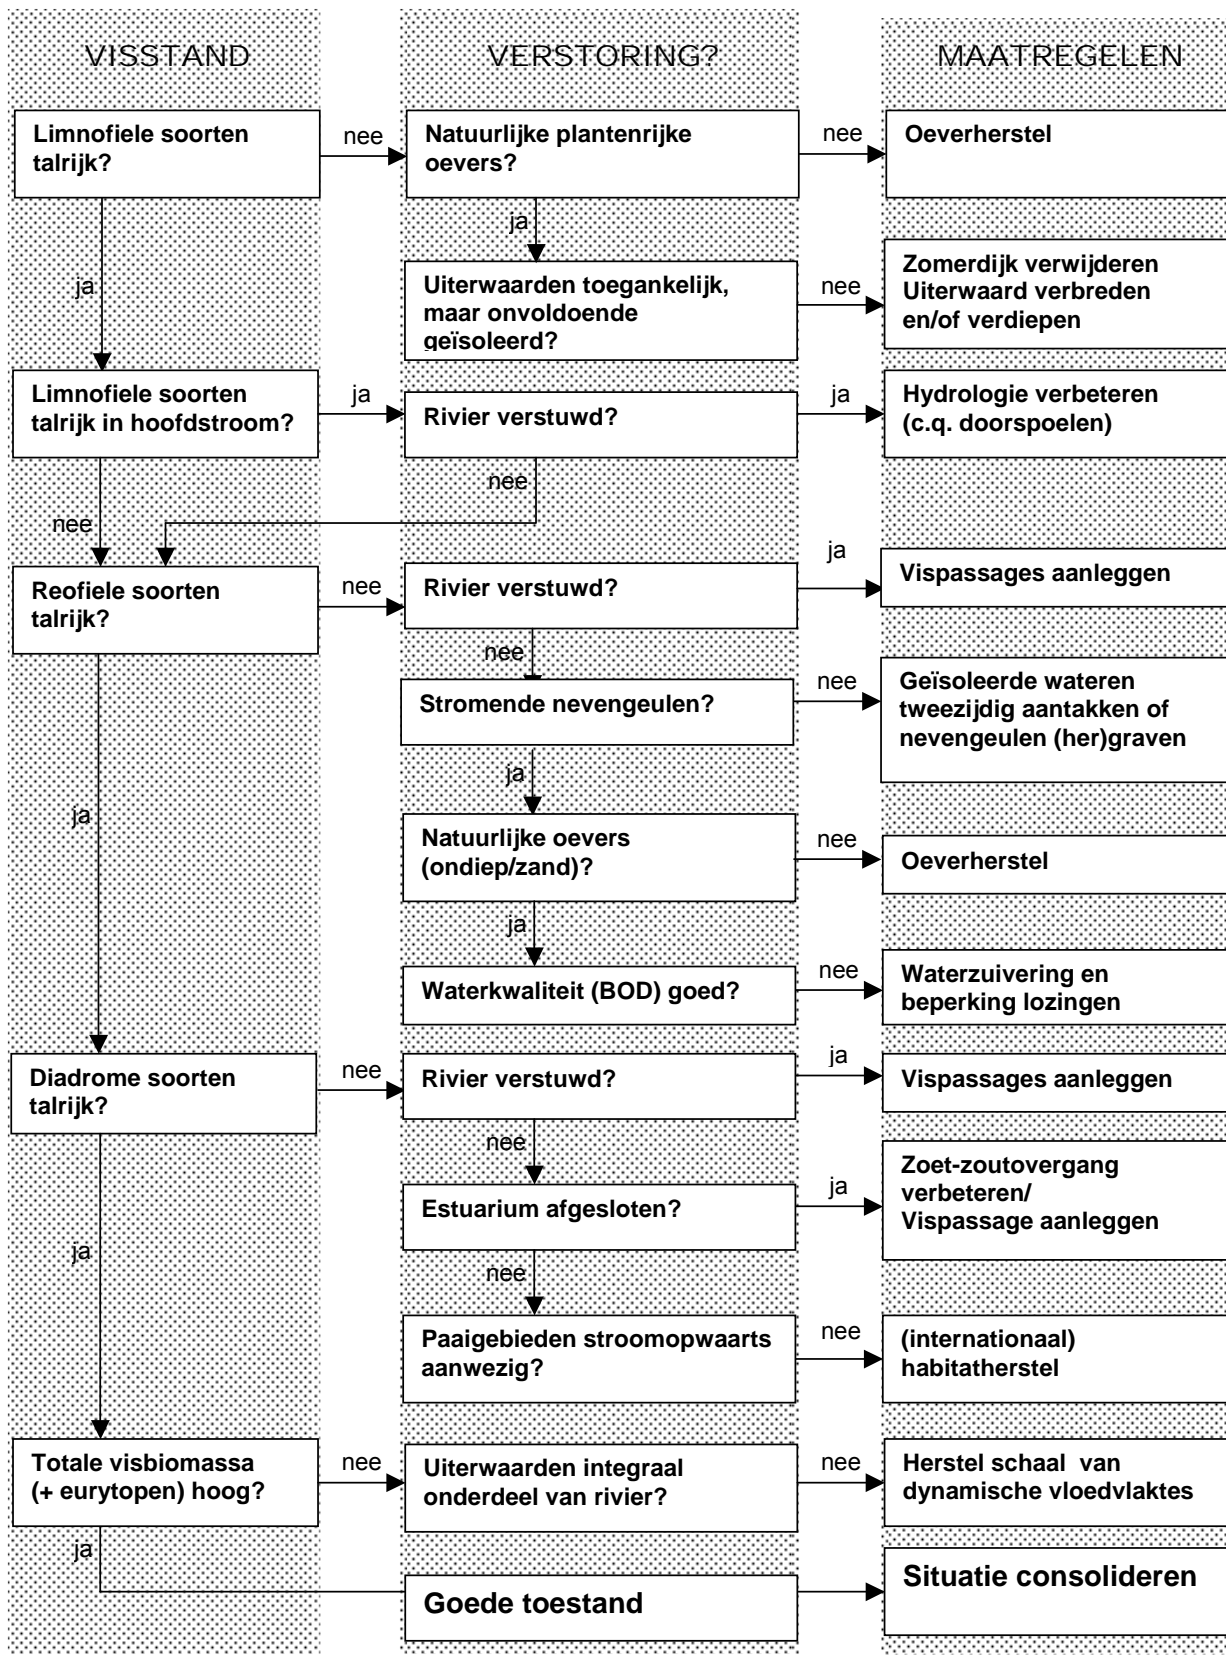 VISSTAND
VERSTORING?
MAATREGELEN
Limnofiele soorten
talrijk?
nee
Natuurlijke plantenrijke
oevers?
nee
Oeverherstel
ja
ja
Uiterwaarden toegankelijk,
maar onvoldoende
geïsoleerd?
nee
Zomerdijk verwijderen
Uiterwaard verbreden
en/of verdiepen
Limnofiele soorten
talrijk in hoofdstroom?
ja
Rivier verstuwd?
ja
Hydrologie verbeteren
(c.q. doorspoelen)
nee
nee
Reofiele soorten
talrijk?
nee
Rivier verstuwd?
ja
Vispassages aanleggen
nee
Stromende nevengeulen?
nee
Geïsoleerde wateren
tweezijdig aantakken of
nevengeulen (her)graven
ja
ja
Natuurlijke oevers
(ondiep/zand)?
nee
Oeverherstel
ja
Waterkwaliteit (BOD) goed?
nee
Waterzuivering en
beperking lozingen
Diadrome soorten
talrijk?
nee
Rivier verstuwd?
ja
Vispassages aanleggen
nee
Estuarium afgesloten?
ja
Zoet-zoutovergang
verbeteren/
Vispassage aanleggen
ja
nee
Paaigebieden stroomopwaarts
aanwezig?
nee
(internationaal)
habitatherstel
Totale visbiomassa
(+ eurytopen) hoog?
nee
Uiterwaarden integraal
onderdeel van rivier?
nee
Herstel schaal van
dynamische vloedvlaktes
ja
Goede toestand
Situatie consolideren